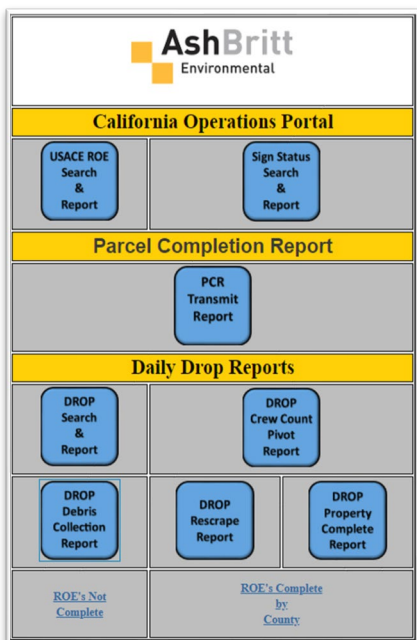 AshBritt
Environmental
California Operations Portal
USACE ROE
Search
&
Report
Sign Status
Search
&
Report
Parcel Completion Report
PCR
Transmit
Report
Daily Drop Reports
DROP
Search
&
Report
DROP
Crew Count
Pivot
Report
DROP
Debris
Collection
Report
DROP
Rescrape
Report
DROP
Property
Complete
Report
ROE's Not
Complete
ROE's Complete
by
County